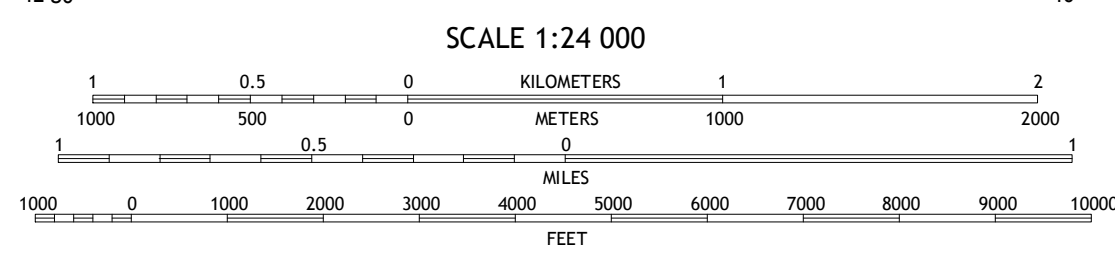 SCALE 1:24 000
1 0.5 0 KILOMETERS 1 2
1000 500 0 METERS 1000 2000
1 0.5 0 1
MILES
1000 0 1000 2000 3000 4000 5000 6000 7000 8000 9000 10000
FEET